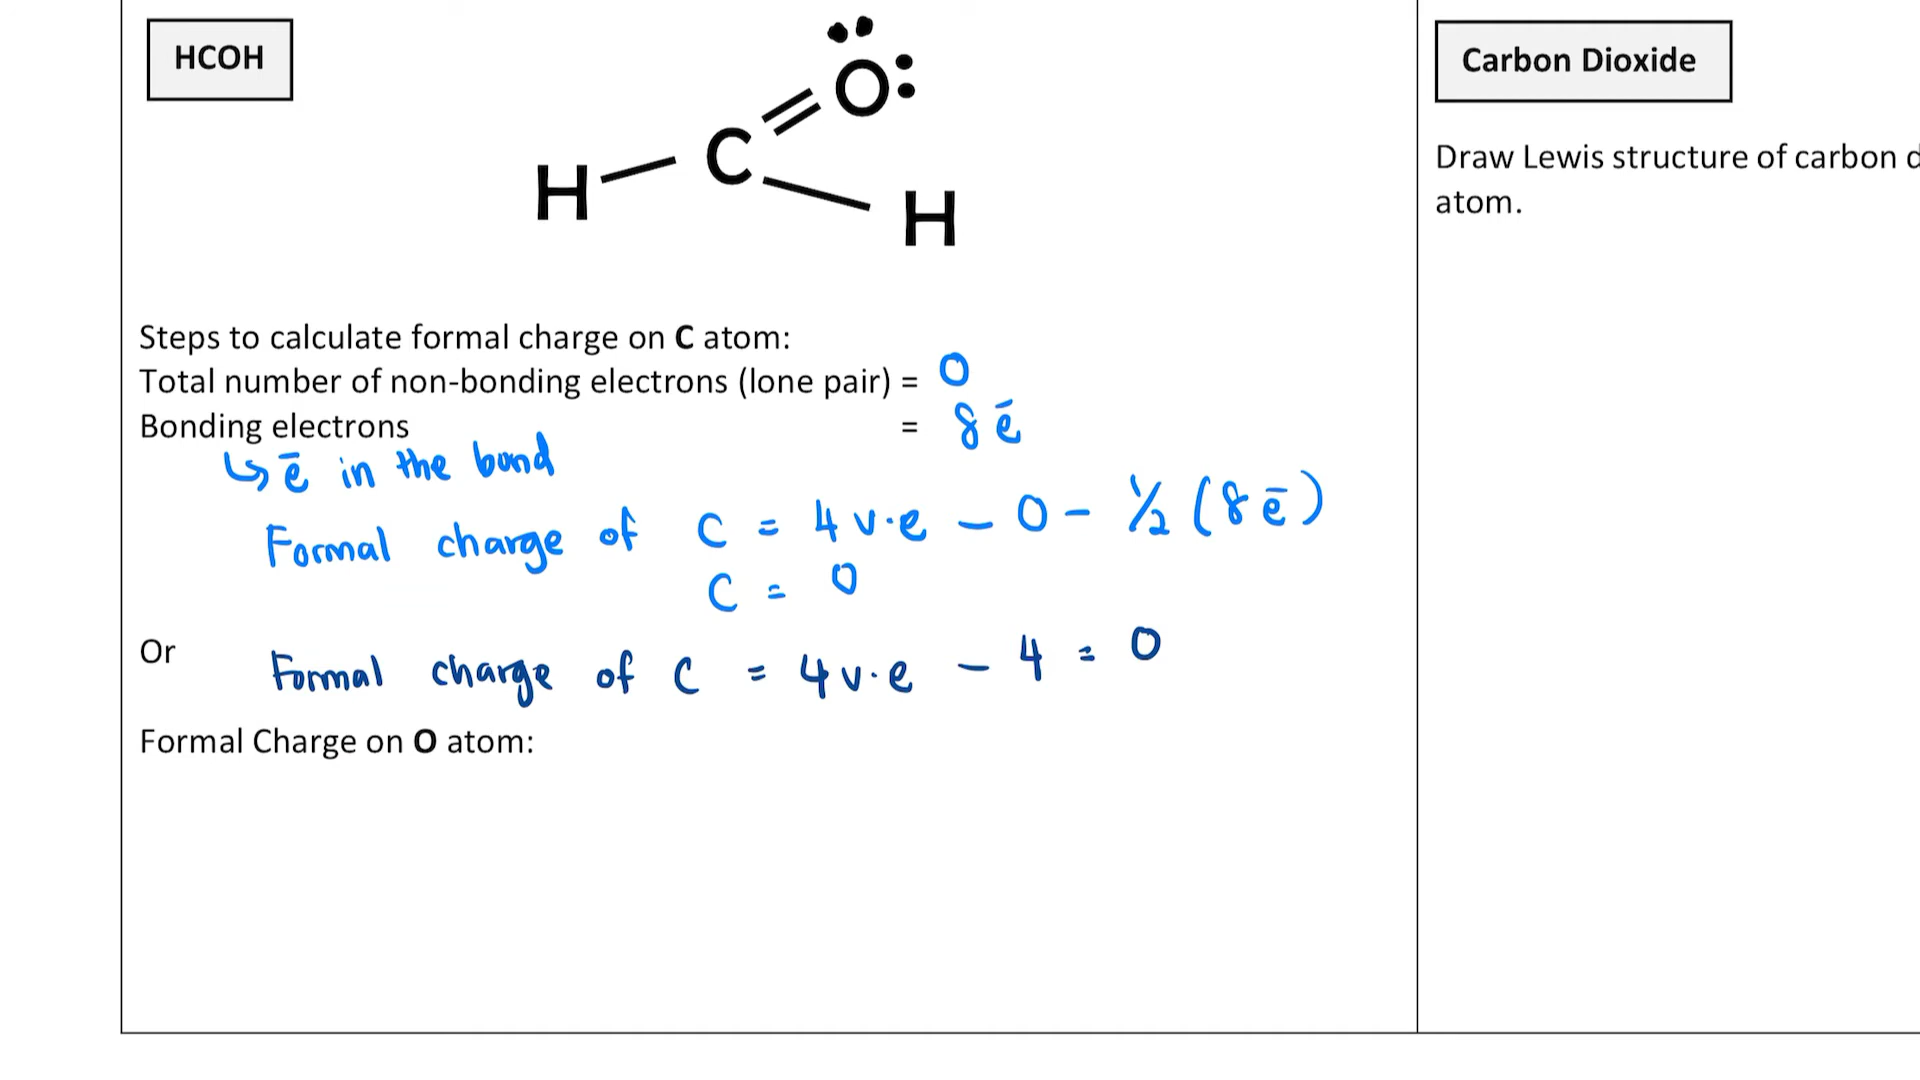 HCOH
O
C
H
H
Steps to calculate formal charge on C atom:
Total number of non-bonding electrons (lone pair) = 0
Bonding electrons = 8 ē
↳ ē in the bond
Formal charge of C = 4 v.e - 0 - 1/2 (8 ē)
C = 0
Or
Formal charge of C = 4 v.e - 4 = 0
Formal Charge on O atom:
Carbon Dioxide
Draw Lewis structure of carbon d
atom.